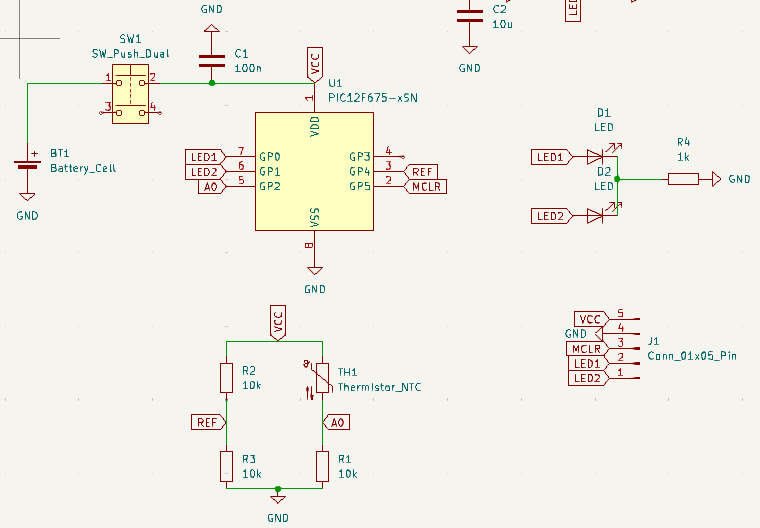 GND
C2
10u
GND
LED
SW1
SW_Push_Dual
1
2
3
4
C1
100n
VCC
U1
PIC12F675-xSN
1
VDD
BT1
Battery_Cell
+
GND
LED1
7
GP0
LED2
6
GP1
A0
5
GP2
GP3
4
GP4
3
REF
GP5
2
MCLR
VSS
8
GND
D1
LED
LED1
D2
LED
LED2
R4
1k
GND
VCC
R2
10k
TH1
Thermistor_NTC
REF
A0
R3
10k
R1
10k
GND
VCC
5
GND
4
MCLR
3
LED1
2
LED2
1
J1
Conn_01x05_Pin